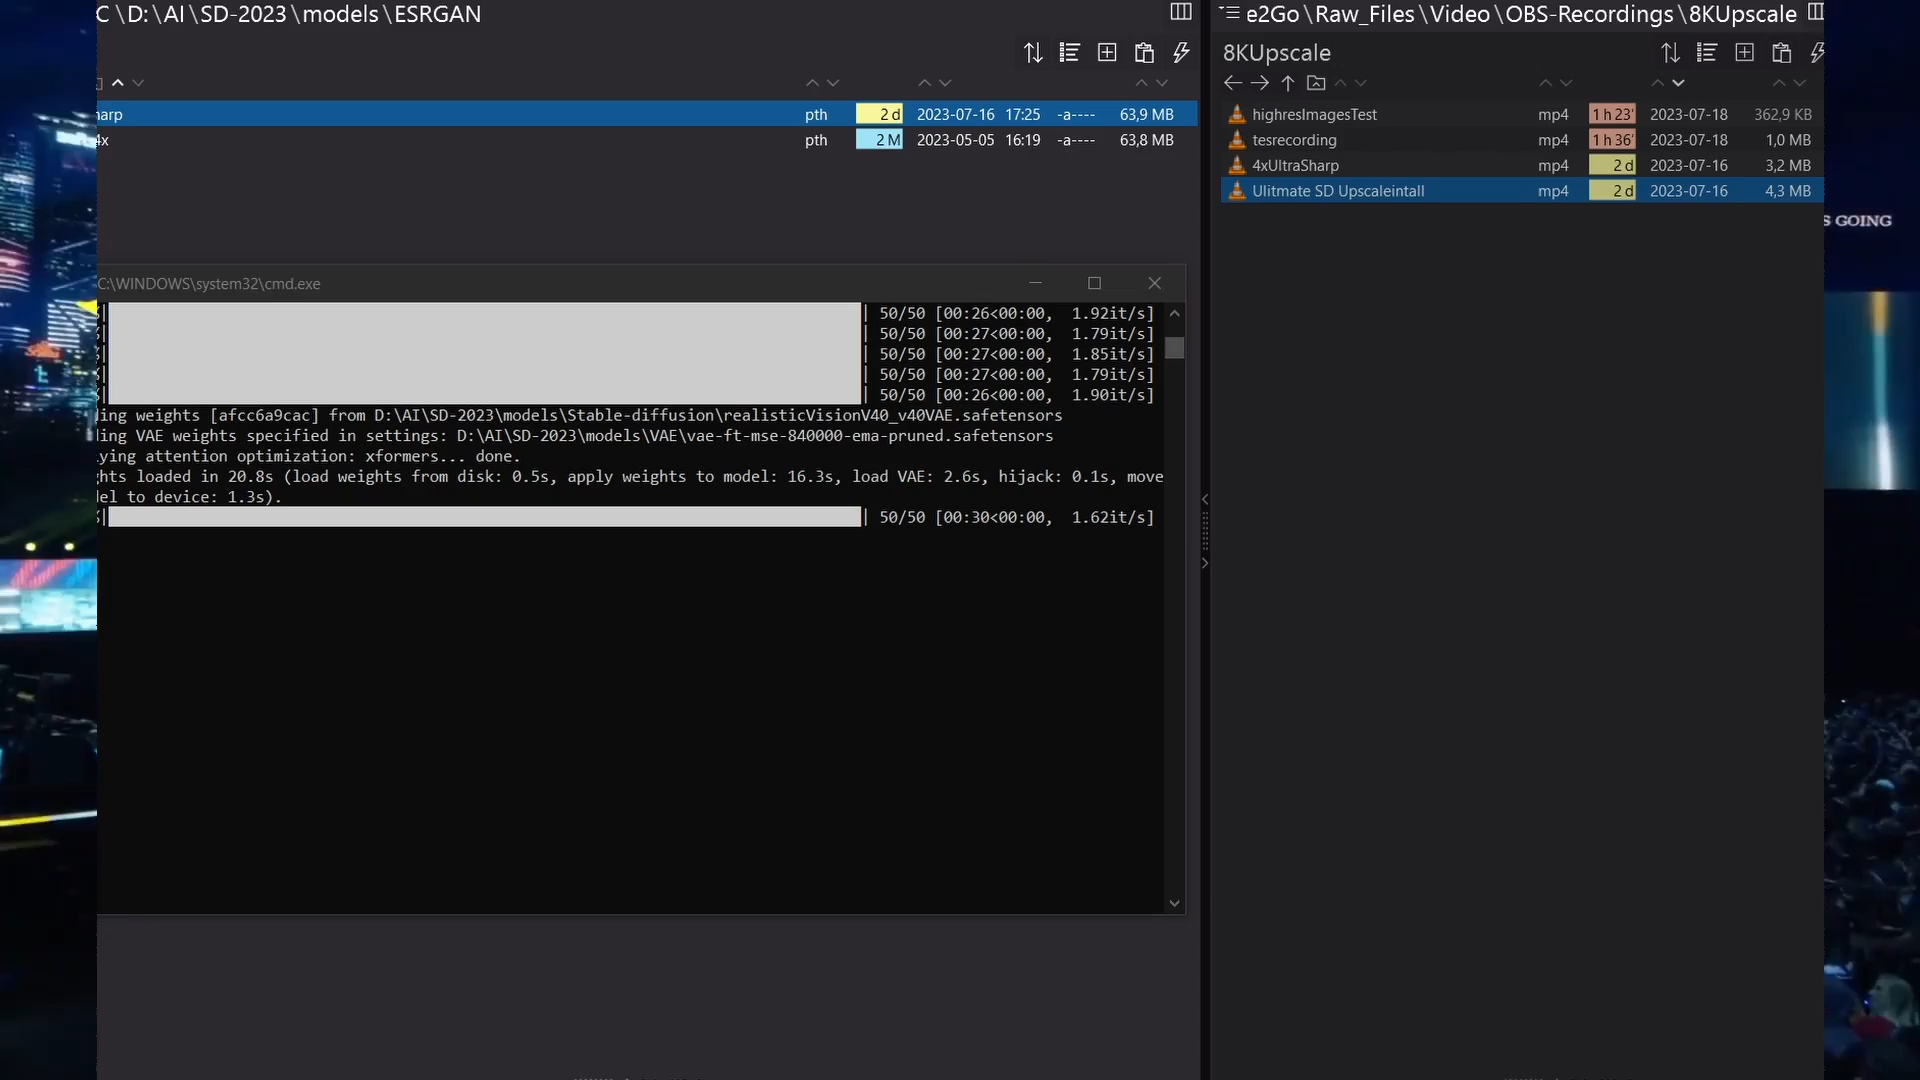 C \ D: \ AI \ SD-2023 \ models \ ESRGAN
arp pth 2 d 2023-07-16 17:25 -a---- 63,9 MB
4x pth 2 M 2023-05-05 16:19 -a---- 63,8 MB
C:\WINDOWS\system32\cmd.exe
| 50/50 [00:26<00:00, 1.92it/s]
| 50/50 [00:27<00:00, 1.79it/s]
| 50/50 [00:27<00:00, 1.85it/s]
| 50/50 [00:27<00:00, 1.79it/s]
| 50/50 [00:26<00:00, 1.90it/s]
ing weights [afcc6a9cac] from D:\AI\SD-2023\models\Stable-diffusion\realisticVisionV40_v40VAE.safetensors
ing VAE weights specified in settings: D:\AI\SD-2023\models\VAE\vae-ft-mse-840000-ema-pruned.safetensors
ying attention optimization: xformers... done.
hts loaded in 20.8s (load weights from disk: 0.5s, apply weights to model: 16.3s, load VAE: 2.6s, hijack: 0.1s, move
el to device: 1.3s).
| 50/50 [00:30<00:00, 1.62it/s]
e2Go \ Raw_Files \ Video \ OBS-Recordings \ 8KUpscale
8KUpscale
highresImagesTest mp4 1 h 23' 2023-07-18 362,9 KB
tesrecording mp4 1 h 36' 2023-07-18 1,0 MB
4xUltraSharp mp4 2 d 2023-07-16 3,2 MB
Ulitmate SD Upscaleintall mp4 2 d 2023-07-16 4,3 MB
S GOING